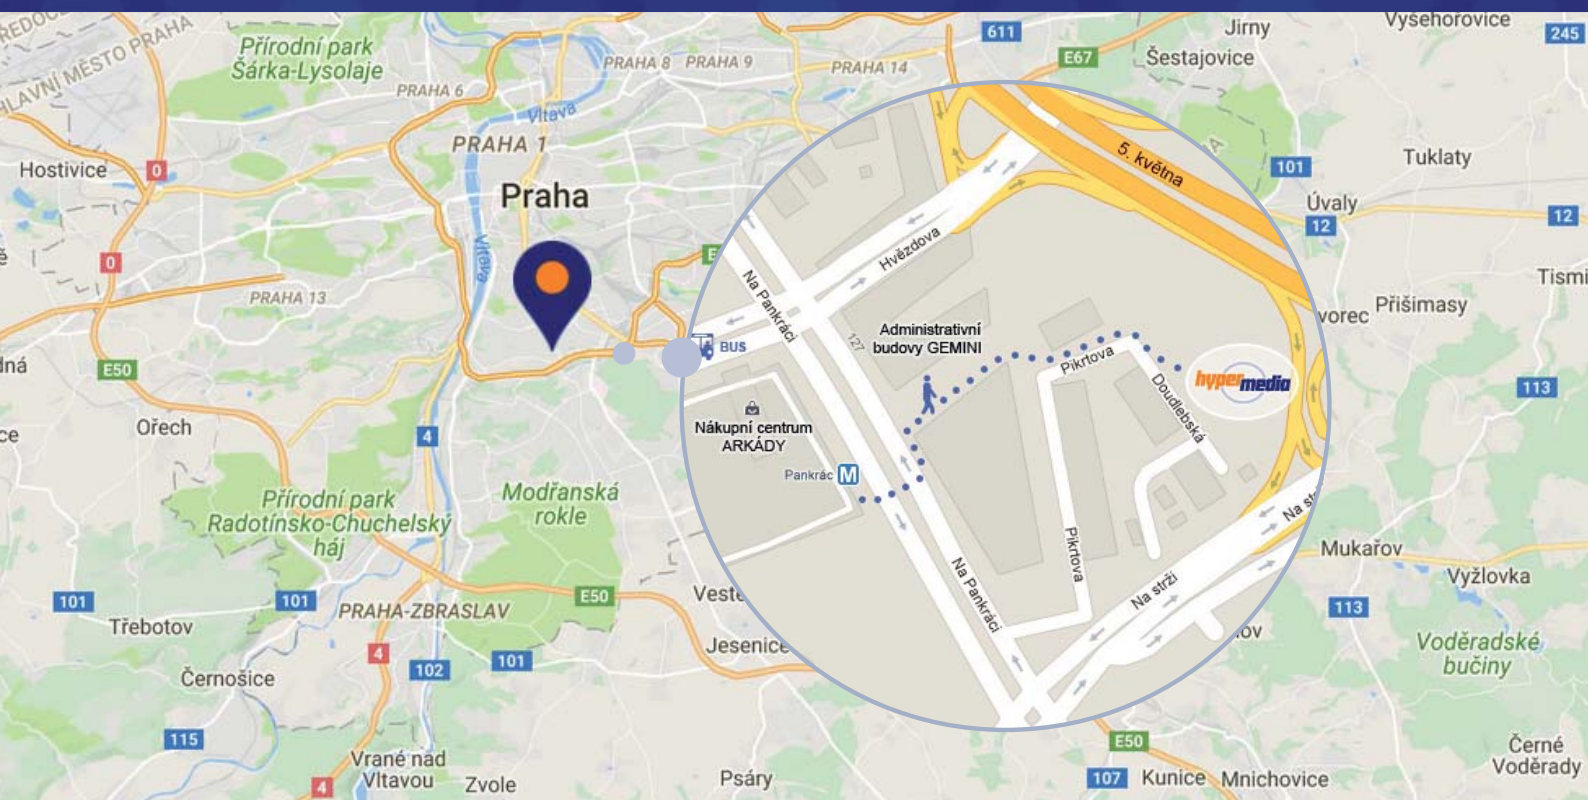 STŘEDOČES
HLAVNÍ MĚSTO PRAHA
Přírodní park
Šárka-Lysolaje
PRAHA 6
PRAHA 8
PRAHA 9
PRAHA 14
611
E67
Jirny
Šestajovice
Vyšehořovice
245
Vltava
PRAHA 1
Praha
Hostivice
0
0
Vltava
PRAHA 13
E50
Ořech
4
101
Tuklaty
Úvaly
12
12
Tismi
Přišimasy
vorec
113
5. května
Hvězdova
Na Pankráci
127
Administrativní
budovy GEMINI
BUS
Pikrtova
Doudlebská
hypermedia
Nákupní centrum
ARKÁDY
Pankrác M
Pikrtova
Na Pankráci
Na strži
Na st
Přírodní park
Radotínsko-Chuchelský
háj
Modřanská
rokle
E50
101
101
PRAHA-ZBRASLAV
Třebotov
4
102
101
Černošice
Veste
Jesenice
115
Vrané nad
Vltavou
4
Zvole
Psáry
Mukařov
Vyžlovka
113
Voděradské
bučiny
ov
E50
107
Kunice
Mnichovice
Černé
Voděrady